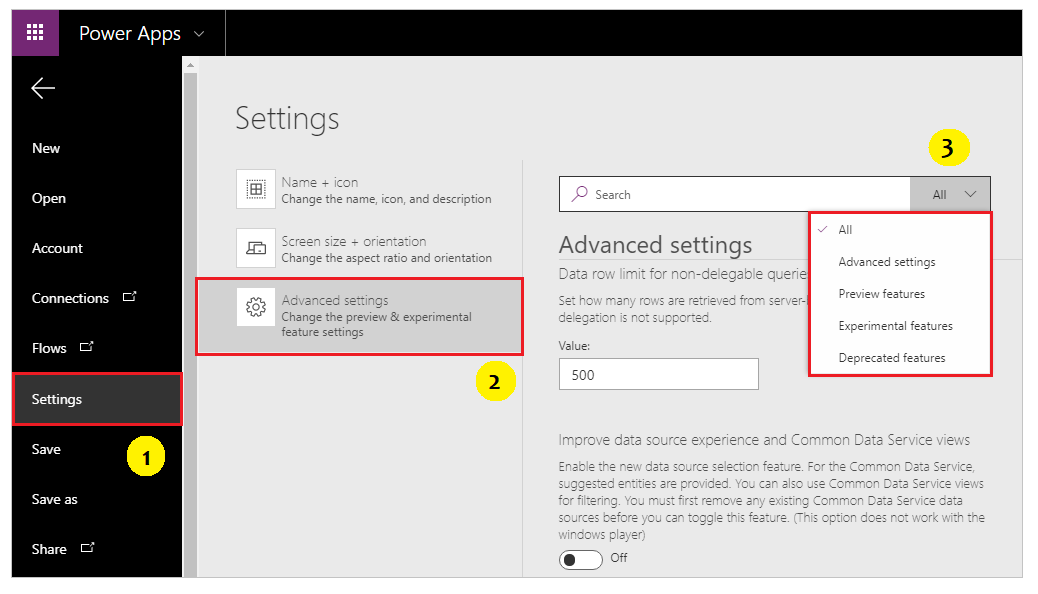 Power Apps
New
Open
Account
Connections
Flows
Settings
Save
Save as
Share
1
Settings
Name + icon
Change the name, icon, and description
Screen size + orientation
Change the aspect ratio and orientation
Advanced settings
Change the preview & experimental
feature settings
2
3
Search
All
All
Advanced settings
Preview features
Experimental features
Deprecated features
Advanced settings
Data row limit for non-delegable
Set how many rows are retrieved from
delegation is not supported.
Value:
500
Improve data source experience and Common Data Service views
Enable the new data source selection feature. For the Common Data Service,
suggested entities are provided. You can also use Common Data Service views
for filtering. You must first remove any existing Common Data Service data
sources before you can toggle this feature. (This option does not work with the
windows player)
Off